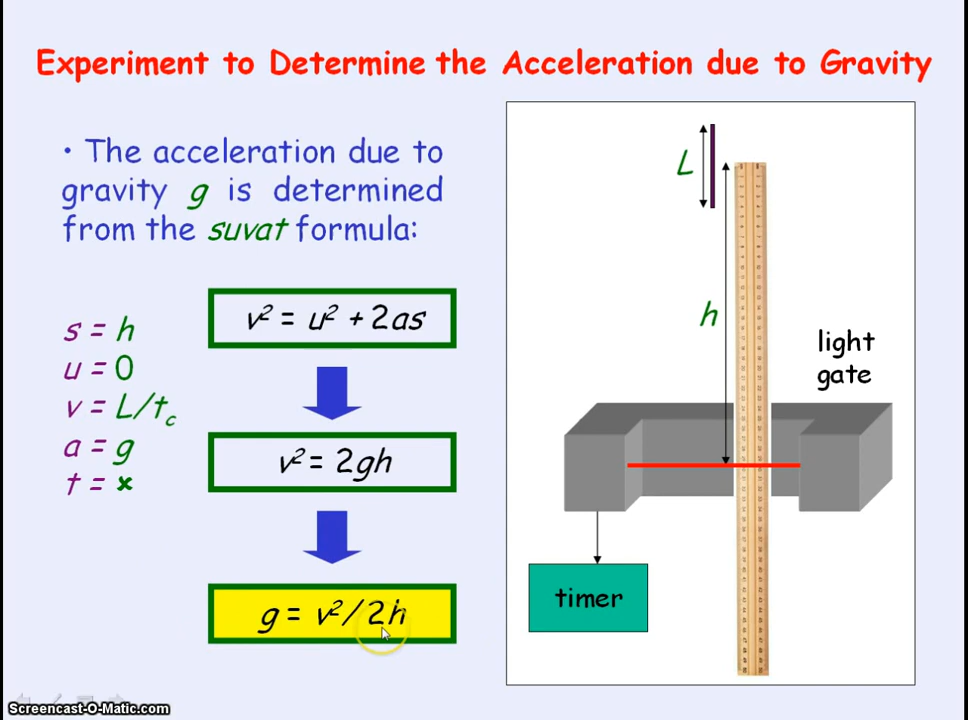 Experiment to Determine the Acceleration due to Gravity
• The acceleration due to
gravity g is determined
from the suvat formula:
s = h
u = 0
v = L/t꜀
a = g
t = ×
v² = u² + 2as
v² = 2gh
g = v²/2h
L
h
light
gate
timer
Screencast-O-Matic.com